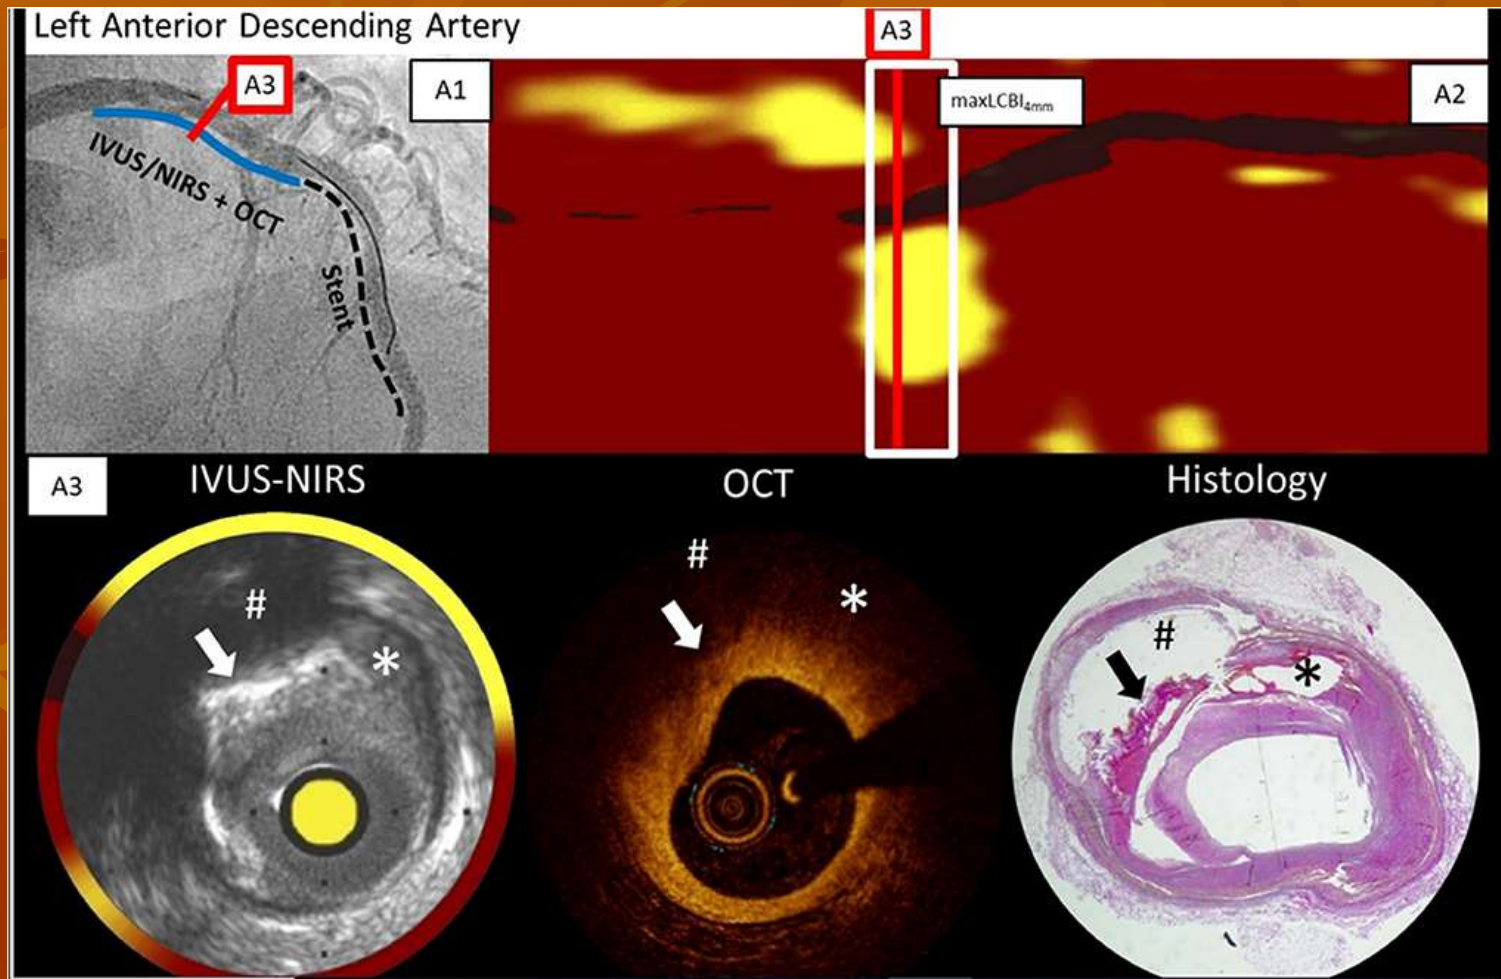 Left Anterior Descending Artery
A3
A3
A1
maxLCBI4mm
A2
IVUS/NIRS + OCT
Stent
A3
IVUS-NIRS
OCT
Histology
#
#
#
*
*
*